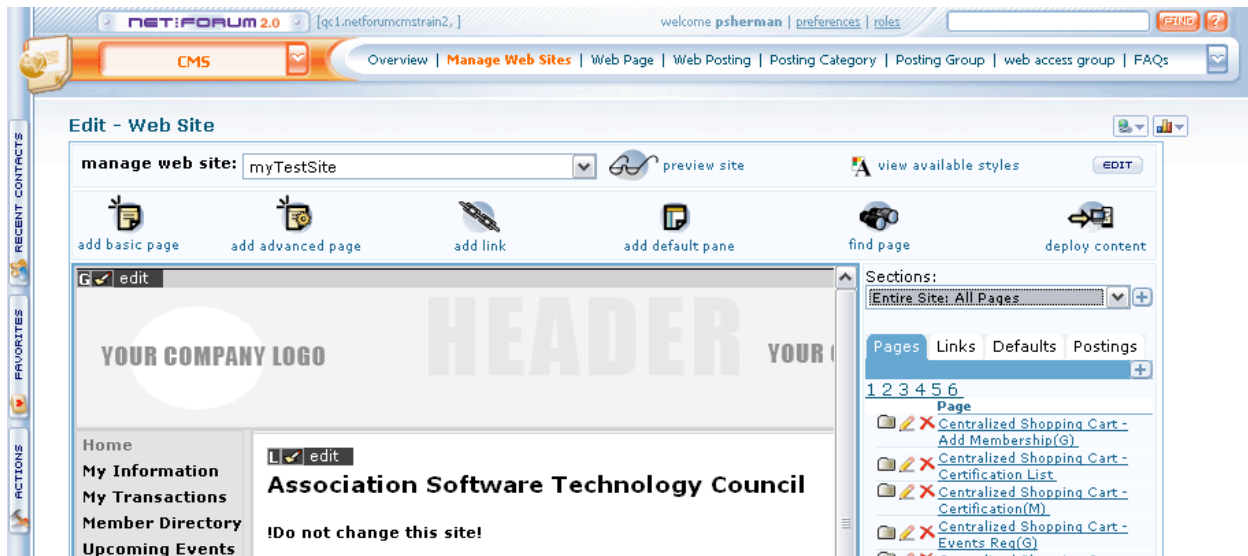 NET:FORUM 2.0 [qc1.netforumcmstrain2, ] welcome psherman | preferences | roles FIND ?
CMS Overview | Manage Web Sites | Web Page | Web Posting | Posting Category | Posting Group | web access group | FAQs
RECENT CONTACTS
FAVORITES
ACTIONS
Edit - Web Site
manage web site: myTestSite preview site view available styles EDIT
add basic page add advanced page add link add default pane find page deploy content
G edit
HEADER
YOUR COMPANY LOGO YOUR
Home
My Information
My Transactions
Member Directory
Upcoming Events
L edit
Association Software Technology Council
!Do not change this site!
Sections:
Entire Site: All Pages
Pages Links Defaults Postings
1 2 3 4 5 6
Page
Centralized Shopping Cart -
Add Membership(G)
Centralized Shopping Cart -
Certification List
Centralized Shopping Cart -
Certification(M)
Centralized Shopping Cart -
Events Reg(G)